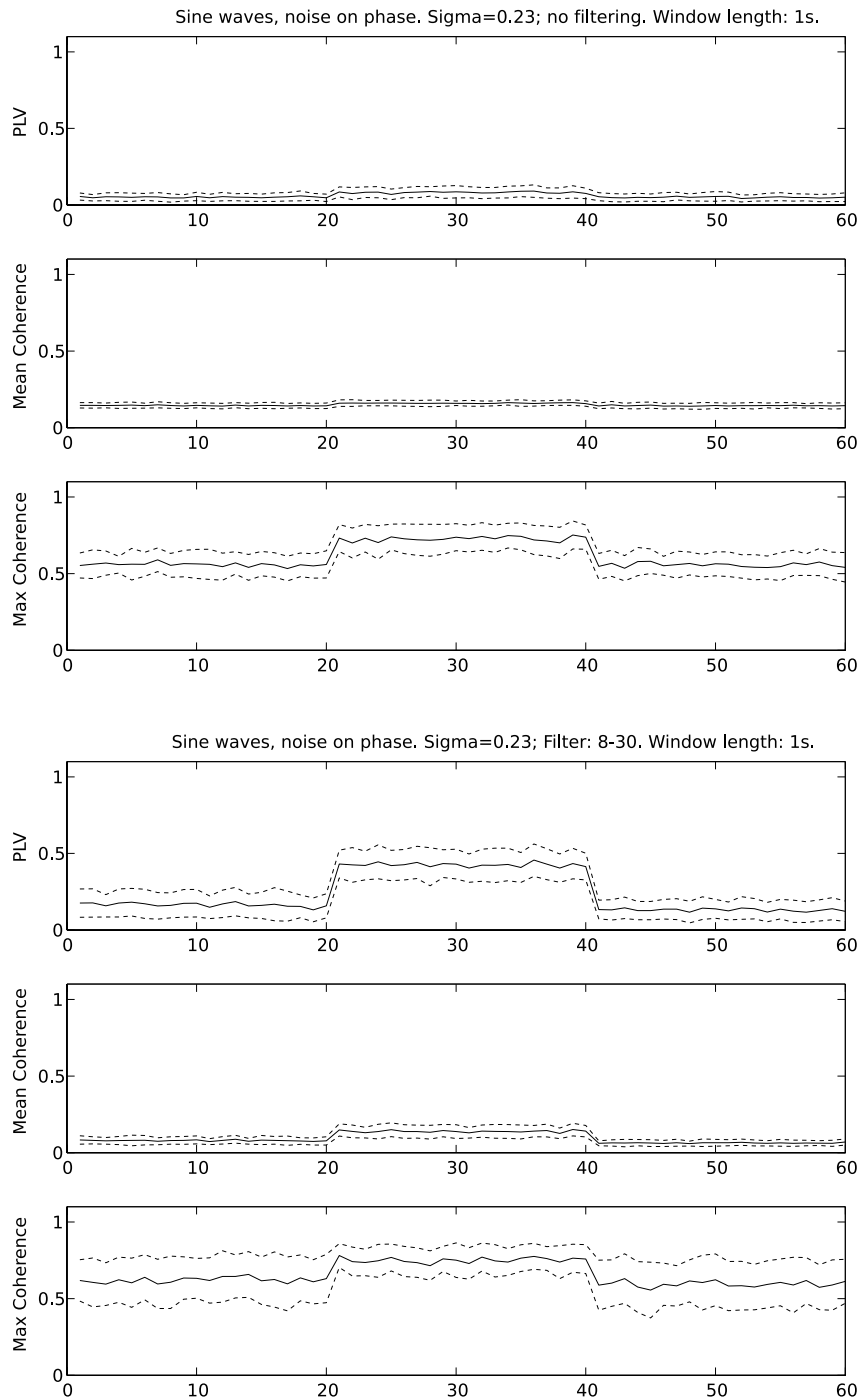 Sine waves, noise on phase. Sigma=0.23; no filtering. Window length: 1s.
1
0.5
0
PLV
0 10 20 30 40 50 60
1
0.5
0
Mean Coherence
0 10 20 30 40 50 60
1
0.5
0
Max Coherence
0 10 20 30 40 50 60
Sine waves, noise on phase. Sigma=0.23; Filter: 8-30. Window length: 1s.
1
0.5
0
PLV
0 10 20 30 40 50 60
1
0.5
0
Mean Coherence
0 10 20 30 40 50 60
1
0.5
0
Max Coherence
0 10 20 30 40 50 60